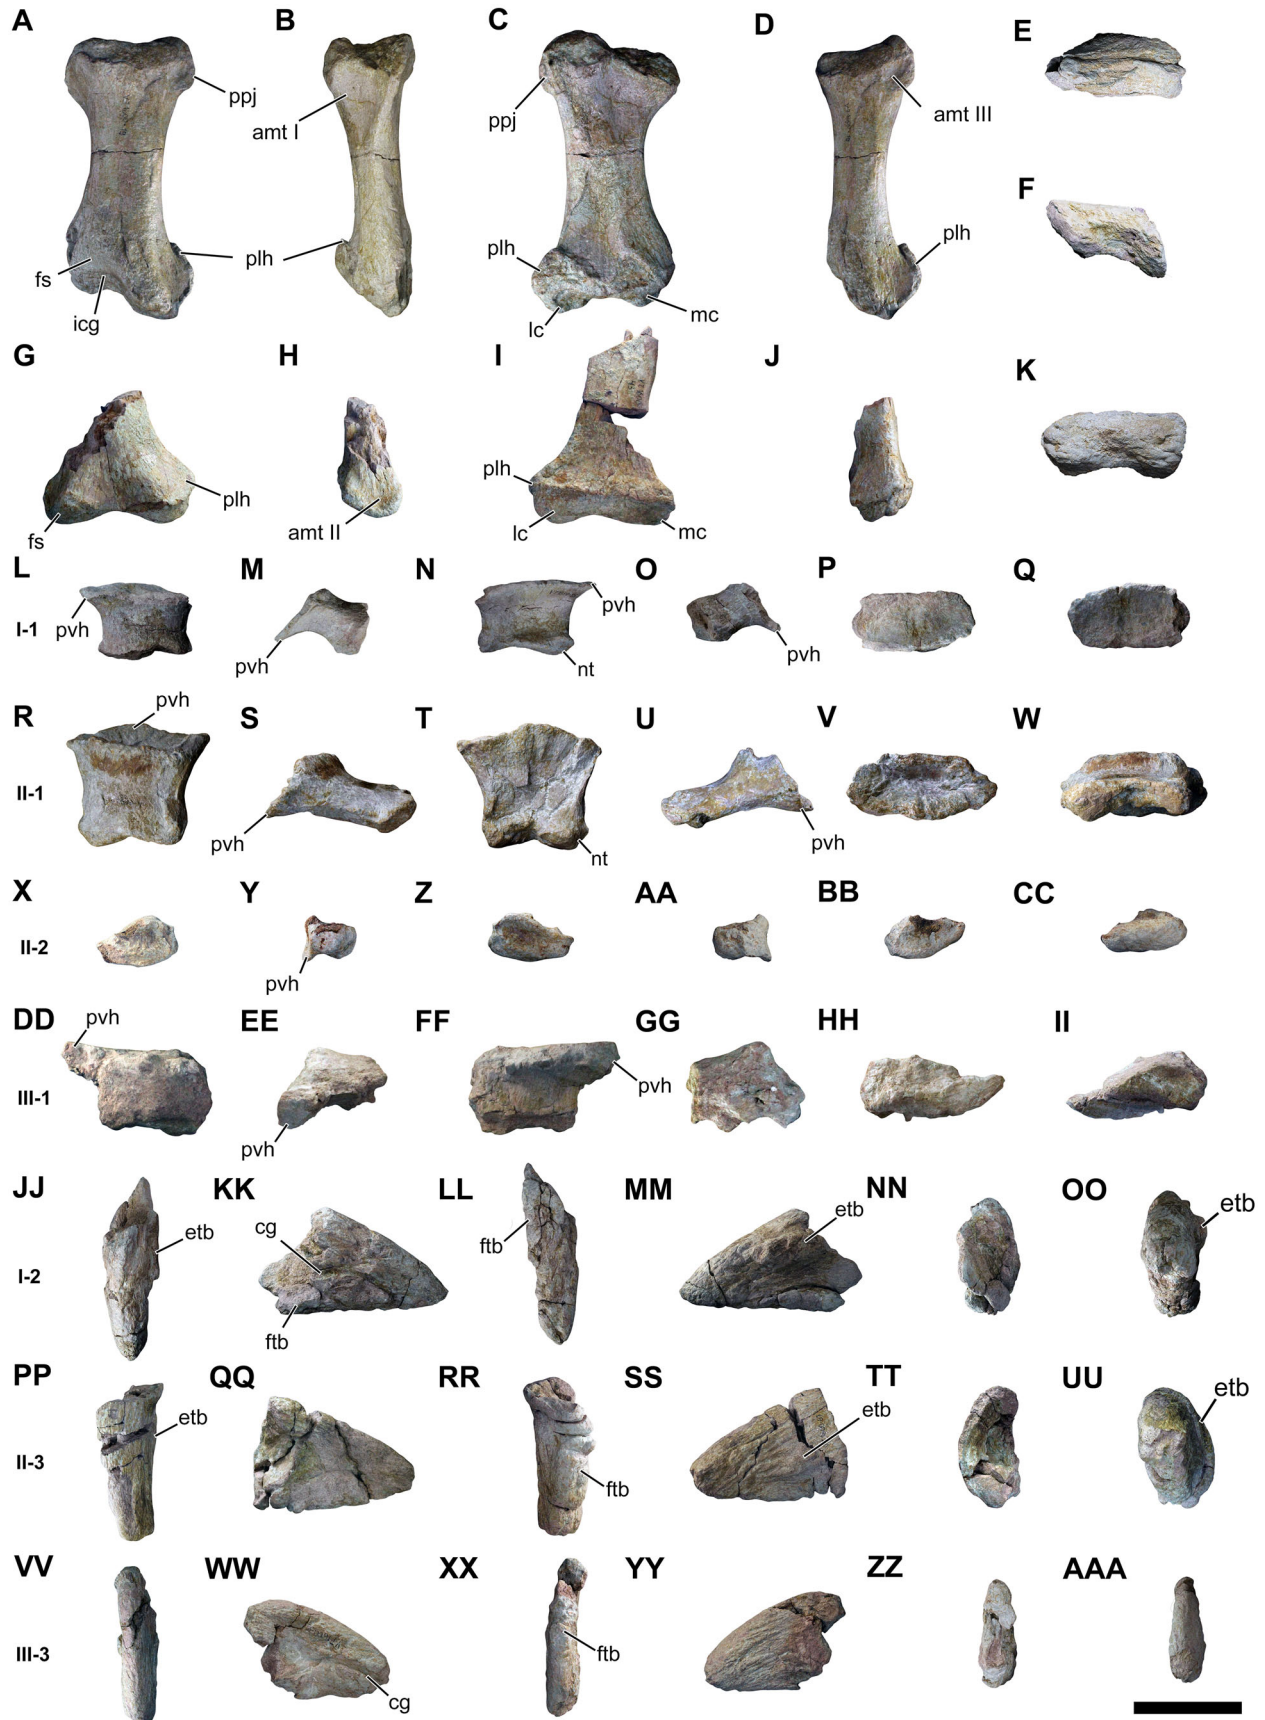 A B C D E
ppj
amt I
ppj
amt III
F
plh
plh
plh
fs
icg
lc
mc
G H I J K
plh
plh
fs
amt II
lc
mc
L M N O P Q
pvh
pvh
I-1
pvh
nt
pvh
R S T U V W
pvh
II-1
pvh
nt
pvh
X Y Z AA BB CC
II-2
pvh
DD EE FF GG HH II
pvh
pvh
III-1
pvh
JJ KK LL MM NN OO
etb
cg
etb
etb
ftb
I-2
ftb
PP QQ RR SS TT UU
etb
etb
etb
II-3
ftb
VV WW XX YY ZZ AAA
III-3
ftb
cg